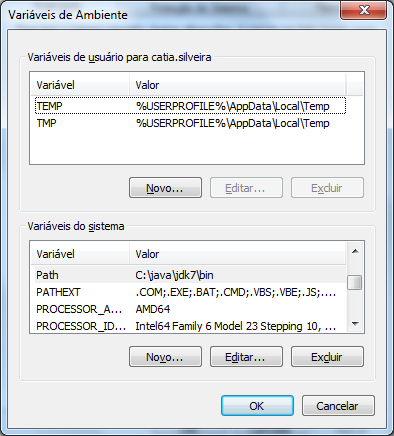 Variáveis de Ambiente
Variáveis de usuário para catia.silveira
Variável Valor
TEMP %USERPROFILE%\AppData\Local\Temp
TMP %USERPROFILE%\AppData\Local\Temp
Novo... Editar... Excluir
Variáveis do sistema
Variável Valor
Path C:\java\jdk7\bin
PATHEXT .COM;.EXE;.BAT;.CMD;.VBS;.VBE;.JS;....
PROCESSOR_A... AMD64
PROCESSOR_ID... Intel64 Family 6 Model 23 Stepping 10, ...
Novo... Editar... Excluir
OK Cancelar